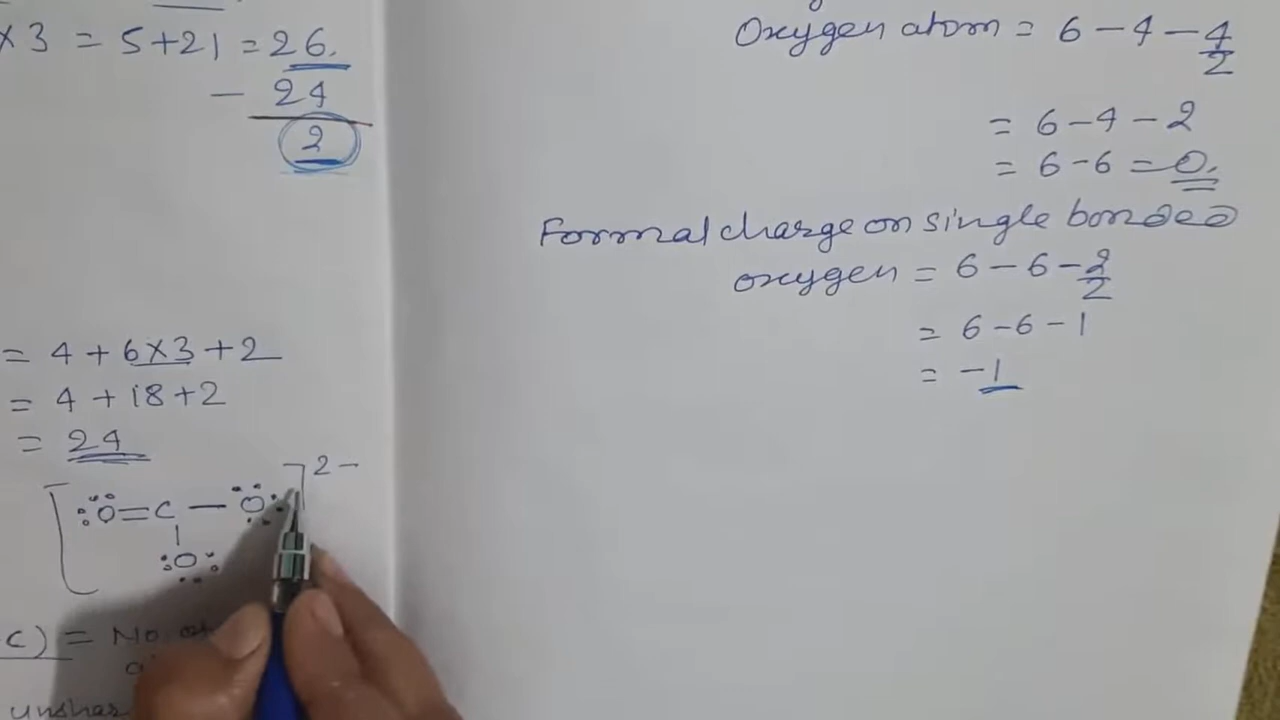 × 3 = 5 + 21 = 26.
- 24
2
= 4 + 6 × 3 + 2
= 4 + 18 + 2
= 24
[:O = C - O:]2-
|
:O:
C) = No. of
unshar
Oxygen atom = 6 - 4 - 4/2
= 6 - 4 - 2
= 6 - 6 = 0.
Formal charge on single bonded
oxygen = 6 - 6 - 2/2
= 6 - 6 - 1
= -1